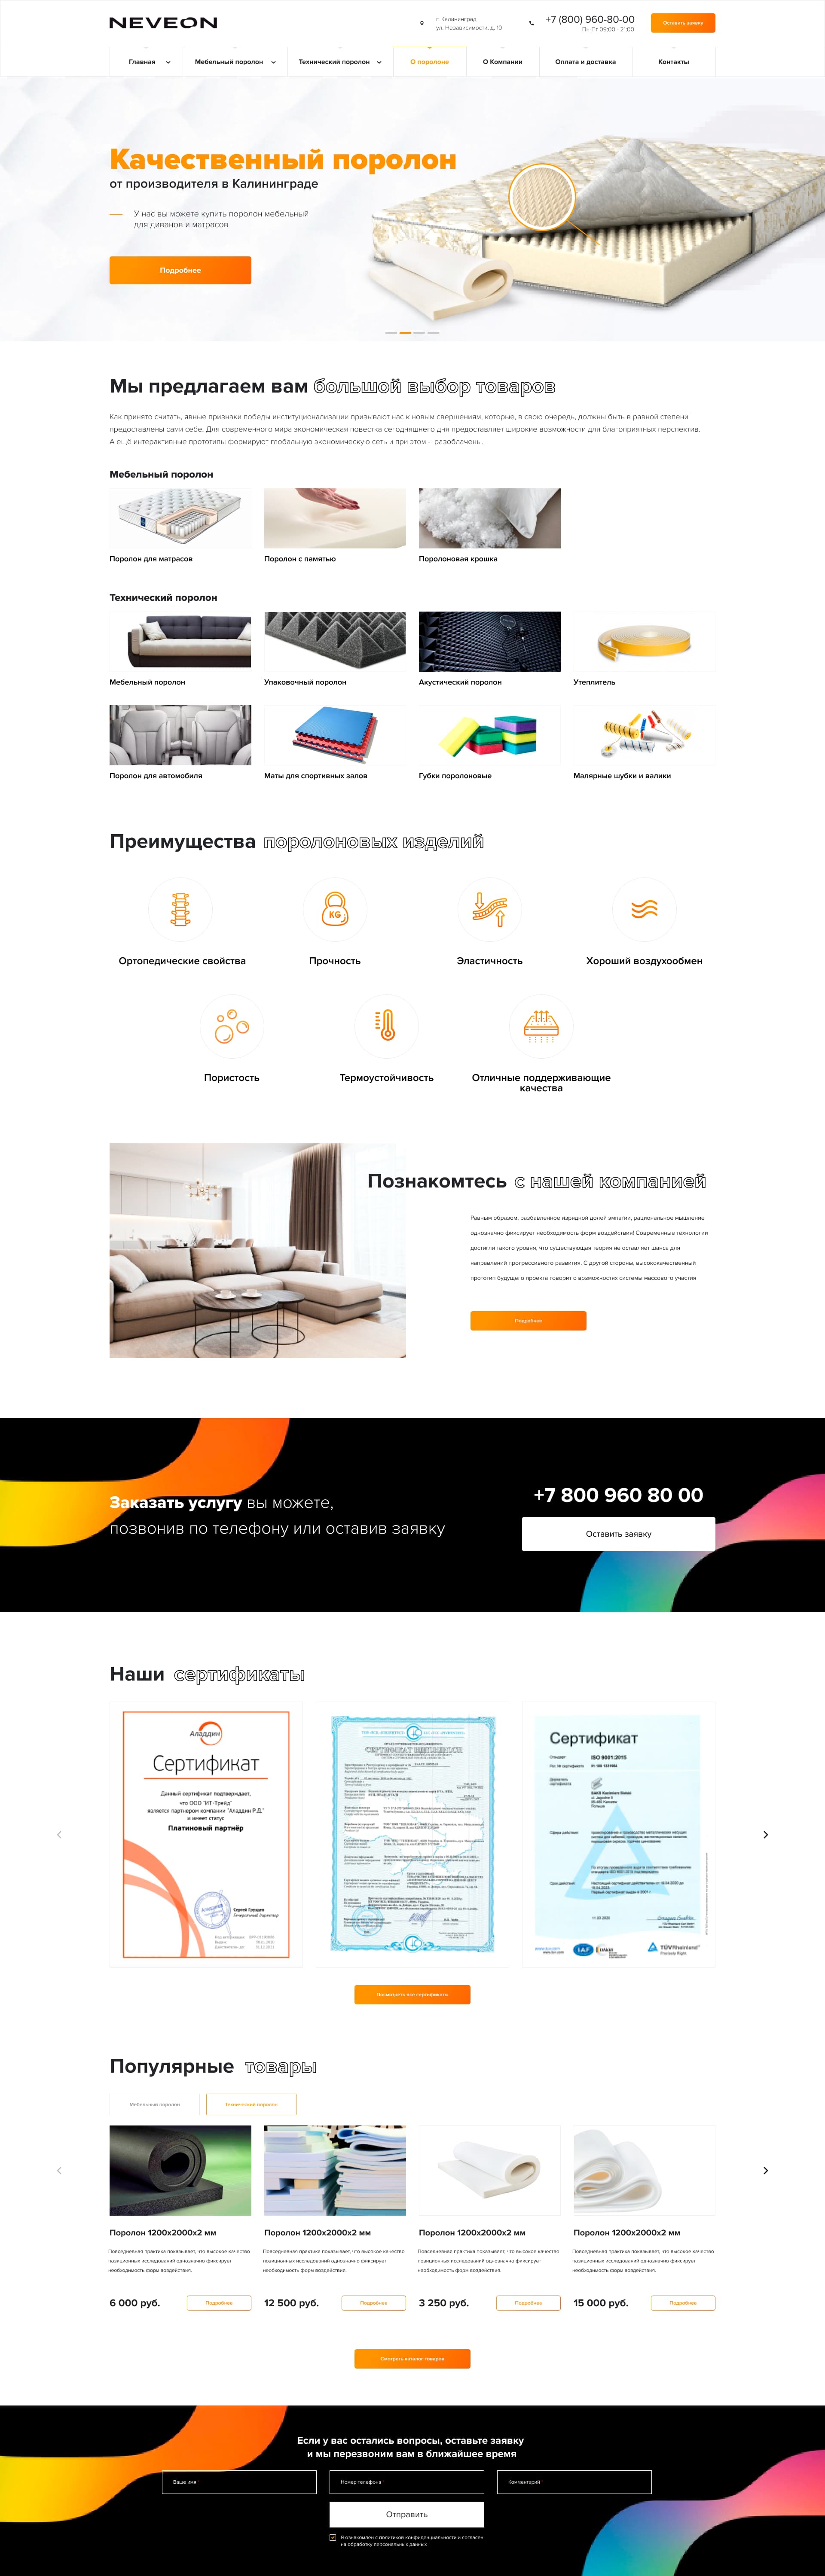 NEVEON
г. Калининград
ул. Независимости, д. 10
+7 (800) 960-80-00
Пн-Пт 09:00 - 21:00
Оставить заявку
Главная
Мебельный поролон
Технический поролон
О поролоне
О Компании
Оплата и доставка
Контакты
Качественный поролон
от производителя в Калининграде
У нас вы можете купить поролон мебельный
для диванов и матрасов
Подробнее
Мы предлагаем вам большой выбор товаров
Как принято считать, явные признаки победы институционализации призывают нас к новым свершениям, которые, в свою очередь, должны быть в равной степени
предоставлены сами себе. Для современного мира экономическая повестка сегодняшнего дня предоставляет широкие возможности для благоприятных перспектив.
А ещё интерактивные прототипы формируют глобальную экономическую сеть и при этом - разоблачены.
Мебельный поролон
Поролон для матрасов
Поролон с памятью
Поролоновая крошка
Технический поролон
Мебельный поролон
Упаковочный поролон
Акустический поролон
Утеплитель
Поролон для автомобиля
Маты для спортивных залов
Губки поролоновые
Малярные шубки и валики
Преимущества поролоновых изделий
KG
Ортопедические свойства
Прочность
Эластичность
Хороший воздухообмен
Пористость
Термоустойчивость
Отличные поддерживающие
качества
Познакомтесь с нашей компанией
Равным образом, разбавленное изрядной долей эмпатии, рациональное мышление
однозначно фиксирует необходимость форм воздействия! Современные технологии
достигли такого уровня, что существующая теория не оставляет шанса для
направлений прогрессивного развития. С другой стороны, высококачественный
прототип будущего проекта говорит о возможностях системы массового участия
Подробнее
Заказать услугу вы можете,
позвонив по телефону или оставив заявку
+7 800 960 80 00
Оставить заявку
Наши сертификаты
Аладдин
Сертификат
Данный сертификат подтверждает,
что ООО "ИТ-Трейд"
является партнером компании "Аладдин Р.Д."
и имеет статус
Платиновый партнёр
Сергей Груздев
Генеральный директор
Сертификат
ISO 9001:2015
IAF
TÜVRheinland
Precisely Right.
Посмотреть все сертификаты
Популярные товары
Мебельный поролон
Технический поролон
Поролон 1200х2000х2 мм
Повседневная практика показывает, что высокое качество
позиционных исследований однозначно фиксирует
необходимость форм воздействия.
6 000 руб.
Подробнее
Поролон 1200х2000х2 мм
Повседневная практика показывает, что высокое качество
позиционных исследований однозначно фиксирует
необходимость форм воздействия.
12 500 руб.
Подробнее
Поролон 1200х2000х2 мм
Повседневная практика показывает, что высокое качество
позиционных исследований однозначно фиксирует
необходимость форм воздействия.
3 250 руб.
Подробнее
Поролон 1200х2000х2 мм
Повседневная практика показывает, что высокое качество
позиционных исследований однозначно фиксирует
необходимость форм воздействия.
15 000 руб.
Подробнее
Смотреть каталог товаров
Если у вас остались вопросы, оставьте заявку
и мы перезвоним вам в ближайшее время
Ваше имя *
Номер телефона *
Комментарий *
Отправить
Я ознакомлен с политикой конфиденциальности и согласен
на обработку персональных данных